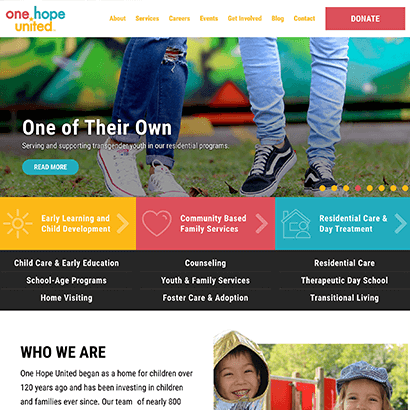 one hope
united
About Services Careers Events Get Involved Blog Contact DONATE
One of Their Own
Serving and supporting transgender youth in our residential programs.
READ MORE
Early Learning and
Child Development
Community Based
Family Services
Residential Care &
Day Treatment
Child Care & Early Education Counseling Residential Care
School-Age Programs Youth & Family Services Therapeutic Day School
Home Visiting Foster Care & Adoption Transitional Living
WHO WE ARE
One Hope United began as a home for children over
120 years ago and has been investing in children
and families ever since. Our team of nearly 800